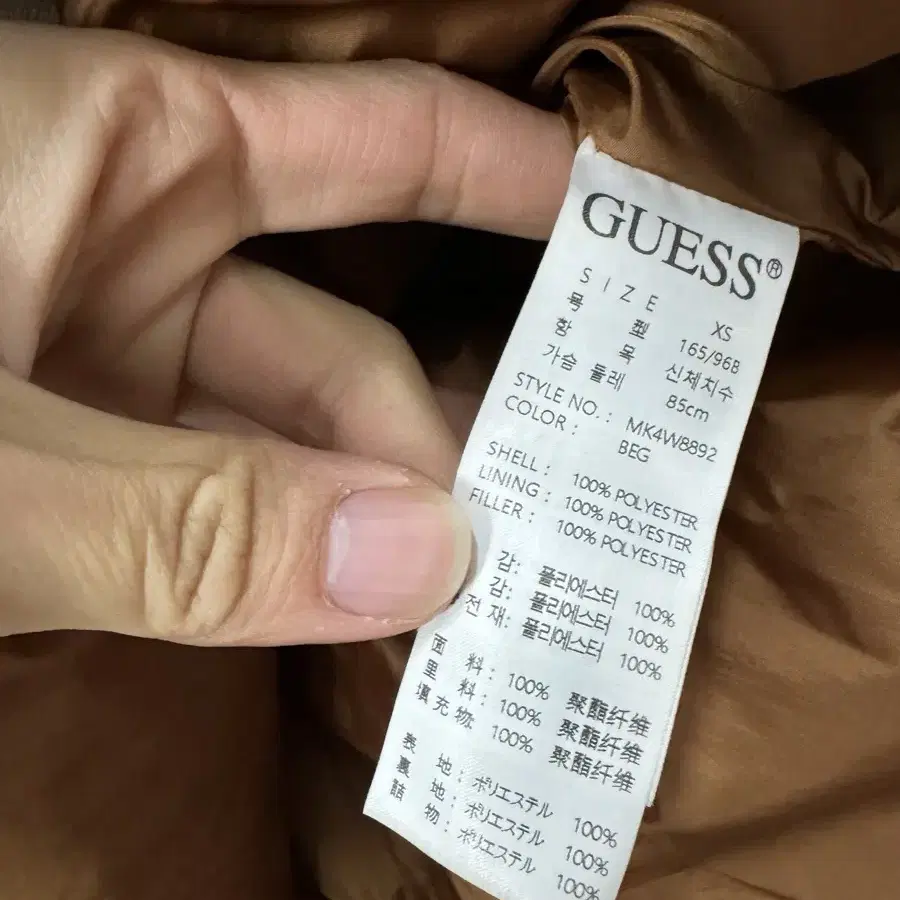 GUESS®
SIZE XS
호 형 165/96B
항 목 신체치수
가슴 둘레 85cm
STYLE NO.: MK4W8892
COLOR: BEG
SHELL: 100% POLYESTER
LINING: 100% POLYESTER
FILLER: 100% POLYESTER
감: 폴리에스터 100%
감: 폴리에스터 100%
전 재: 폴리에스터 100%
面 料: 100% 聚酯纤维
里 料: 100% 聚酯纤维
填充物: 100% 聚酯纤维
表 地: ポリエステル 100%
裏 地: ポリエステル 100%
詰 物: ポリエステル 100%